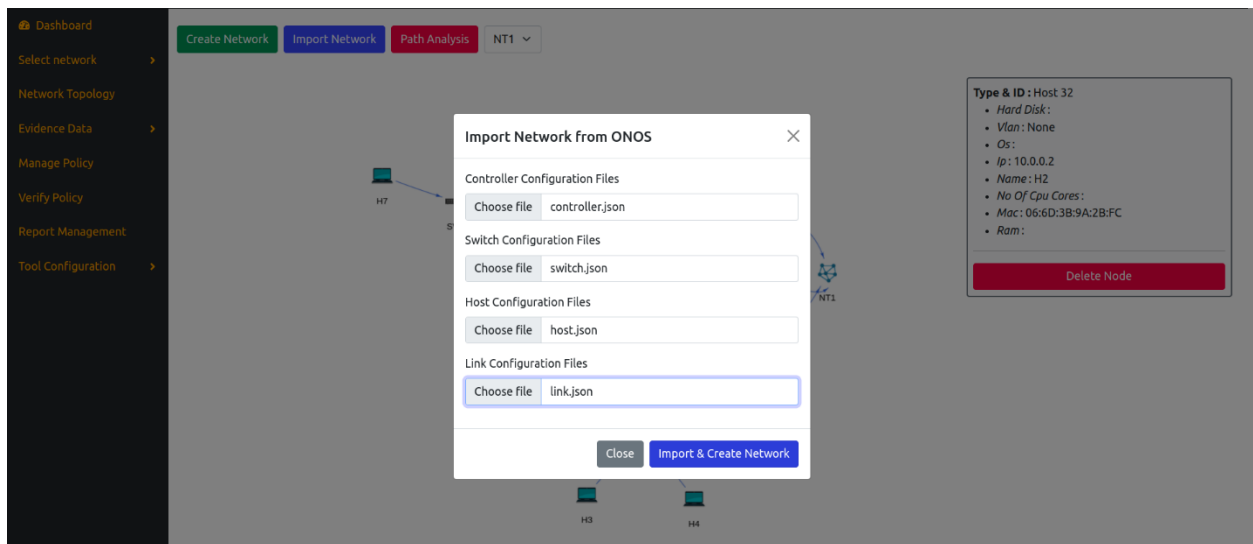 Dashboard
Select network
Network Topology
Evidence Data
Manage Policy
Verify Policy
Report Management
Tool Configuration
Create Network
Import Network
Path Analysis
NT1
H7
S
Import Network from ONOS
Controller Configuration Files
Choose file controller.json
Switch Configuration Files
Choose file switch.json
Host Configuration Files
Choose file host.json
Link Configuration Files
Choose file link.json
Close
Import & Create Network
NT1
H3
H4
Type & ID : Host 32
• Hard Disk :
• Vlan : None
• Os :
• Ip : 10.0.0.2
• Name : H2
• No Of Cpu Cores :
• Mac : 06:6D:3B:9A:2B:FC
• Ram :
Delete Node